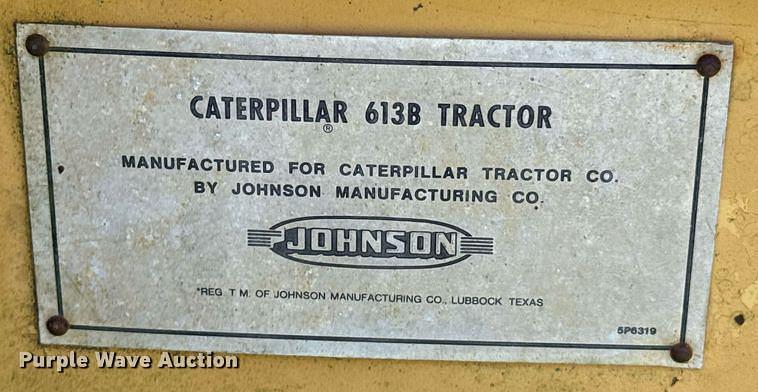 CATERPILLAR 613B TRACTOR
®
MANUFACTURED FOR CATERPILLAR TRACTOR CO.
BY JOHNSON MANUFACTURING CO.
JOHNSON
*REG. T M. OF JOHNSON MANUFACTURING CO., LUBBOCK TEXAS
5P6319
Purple Wave Auction